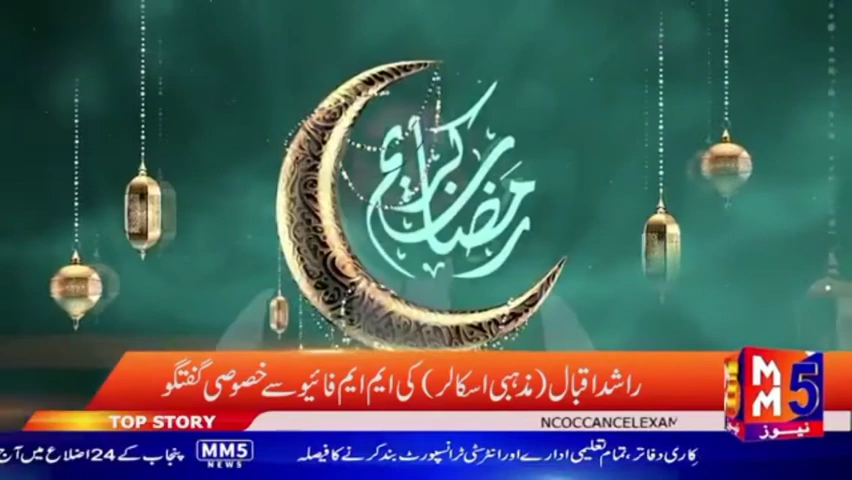 رمضان كريم
راشد اقبال (مذہبی اسکالر) کی ایم ایم فائیو سے خصوصی گفتگو
MM5
نیوز
TOP STORY
NCOCCANCELEXAM
کاری دفاتر، تمام تعلیمی ادارے اور انٹرسٹی ٹرانسپورٹ بند کرنے کا فیصلہ
MM5
NEWS
پنجاب کے 24 اضلاع میں آج